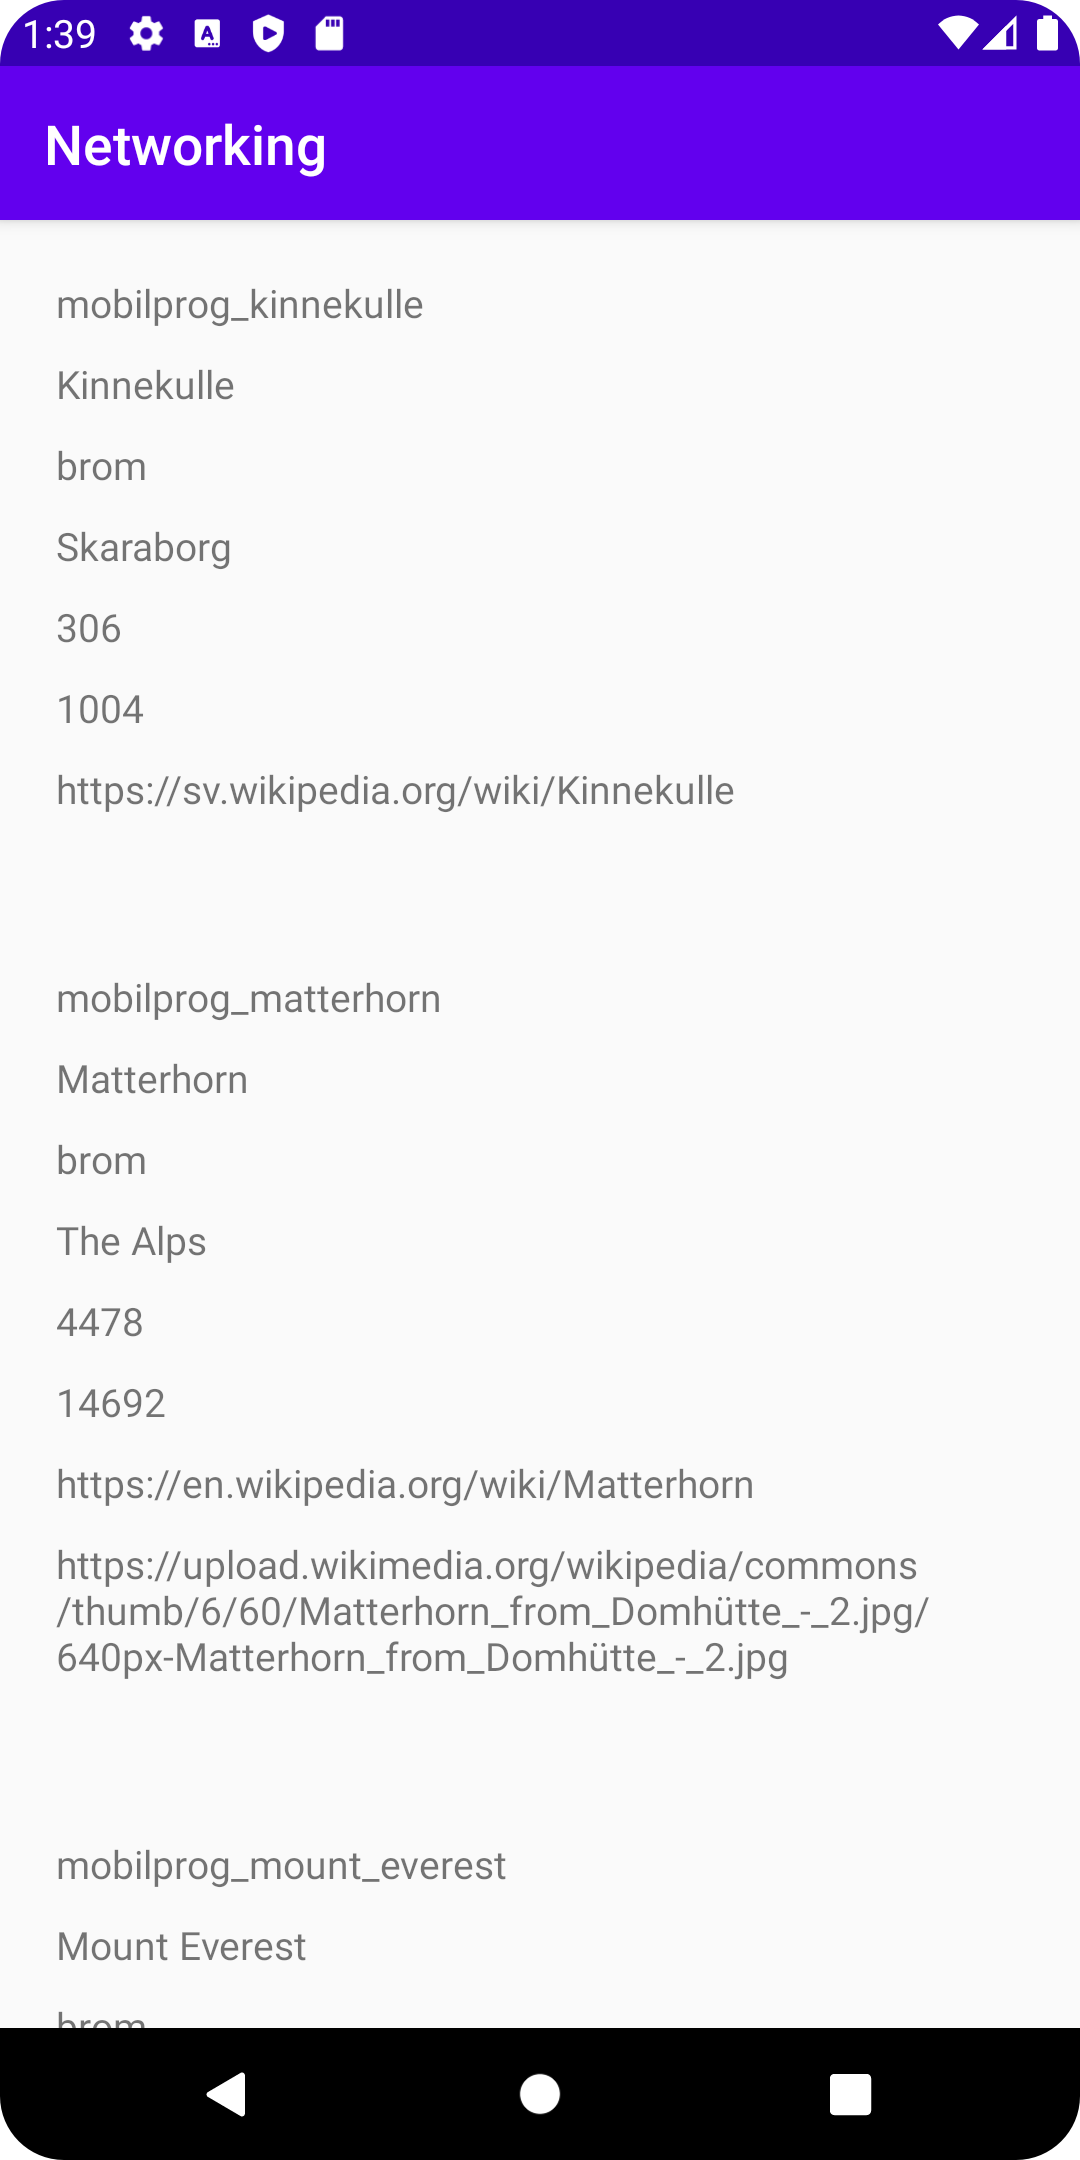 1:39
Networking
mobilprog_kinnekulle
Kinnekulle
brom
Skaraborg
306
1004
https://sv.wikipedia.org/wiki/Kinnekulle
mobilprog_matterhorn
Matterhorn
brom
The Alps
4478
14692
https://en.wikipedia.org/wiki/Matterhorn
https://upload.wikimedia.org/wikipedia/commons
/thumb/6/60/Matterhorn_from_Domhütte_-_2.jpg/
640px-Matterhorn_from_Domhütte_-_2.jpg
mobilprog_mount_everest
Mount Everest
brom